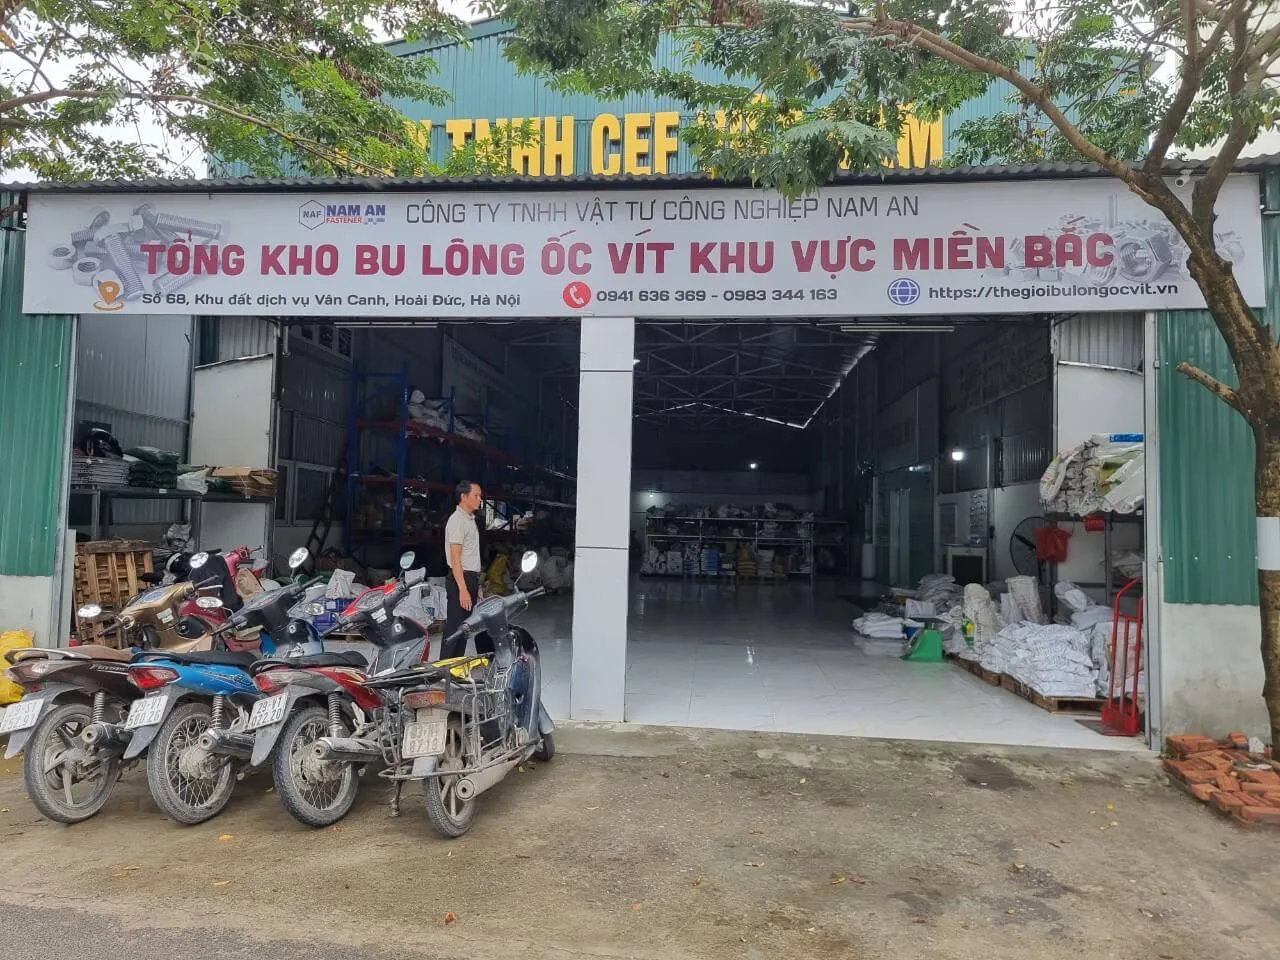 TNHH CEF
NAF
NAM AN
FASTENER
CÔNG TY TNHH VẬT TƯ CÔNG NGHIỆP NAM AN
TỔNG KHO BU LÔNG ỐC VÍT KHU VỰC MIỀN BẮC
Số 68, Khu đất dịch vụ Vân Canh, Hoài Đức, Hà Nội
0941 636 369 - 0983 344 163
https://thegioibulongocvit.vn